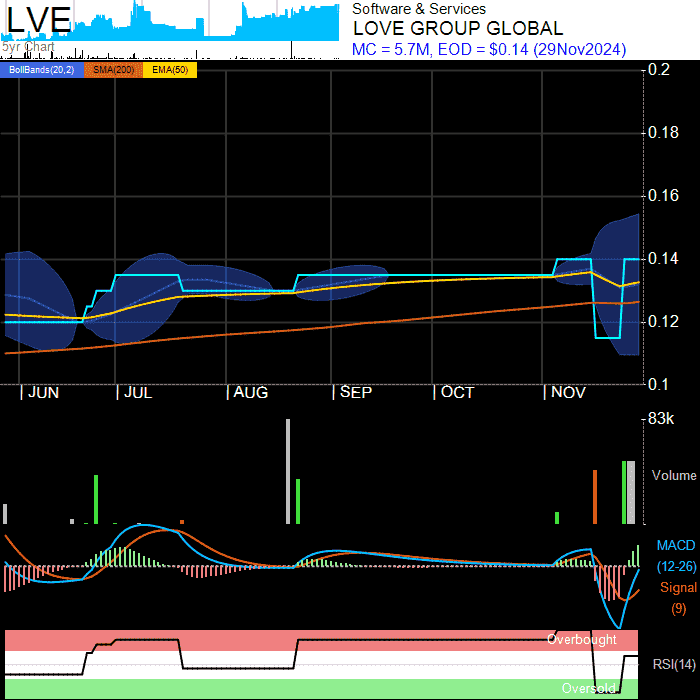 LVE
Software & Services
LOVE GROUP GLOBAL
MC = 5.7M, EOD = $0.14 (29Nov2024)
5yr Chart
BollBands(20,2) SMA(200) EMA(50)
0.2
0.18
0.16
0.14
0.12
0.1
JUN JUL AUG SEP OCT NOV
83k
Volume
MACD
(12-26)
Signal
(9)
Overbought
RSI(14)
Oversold